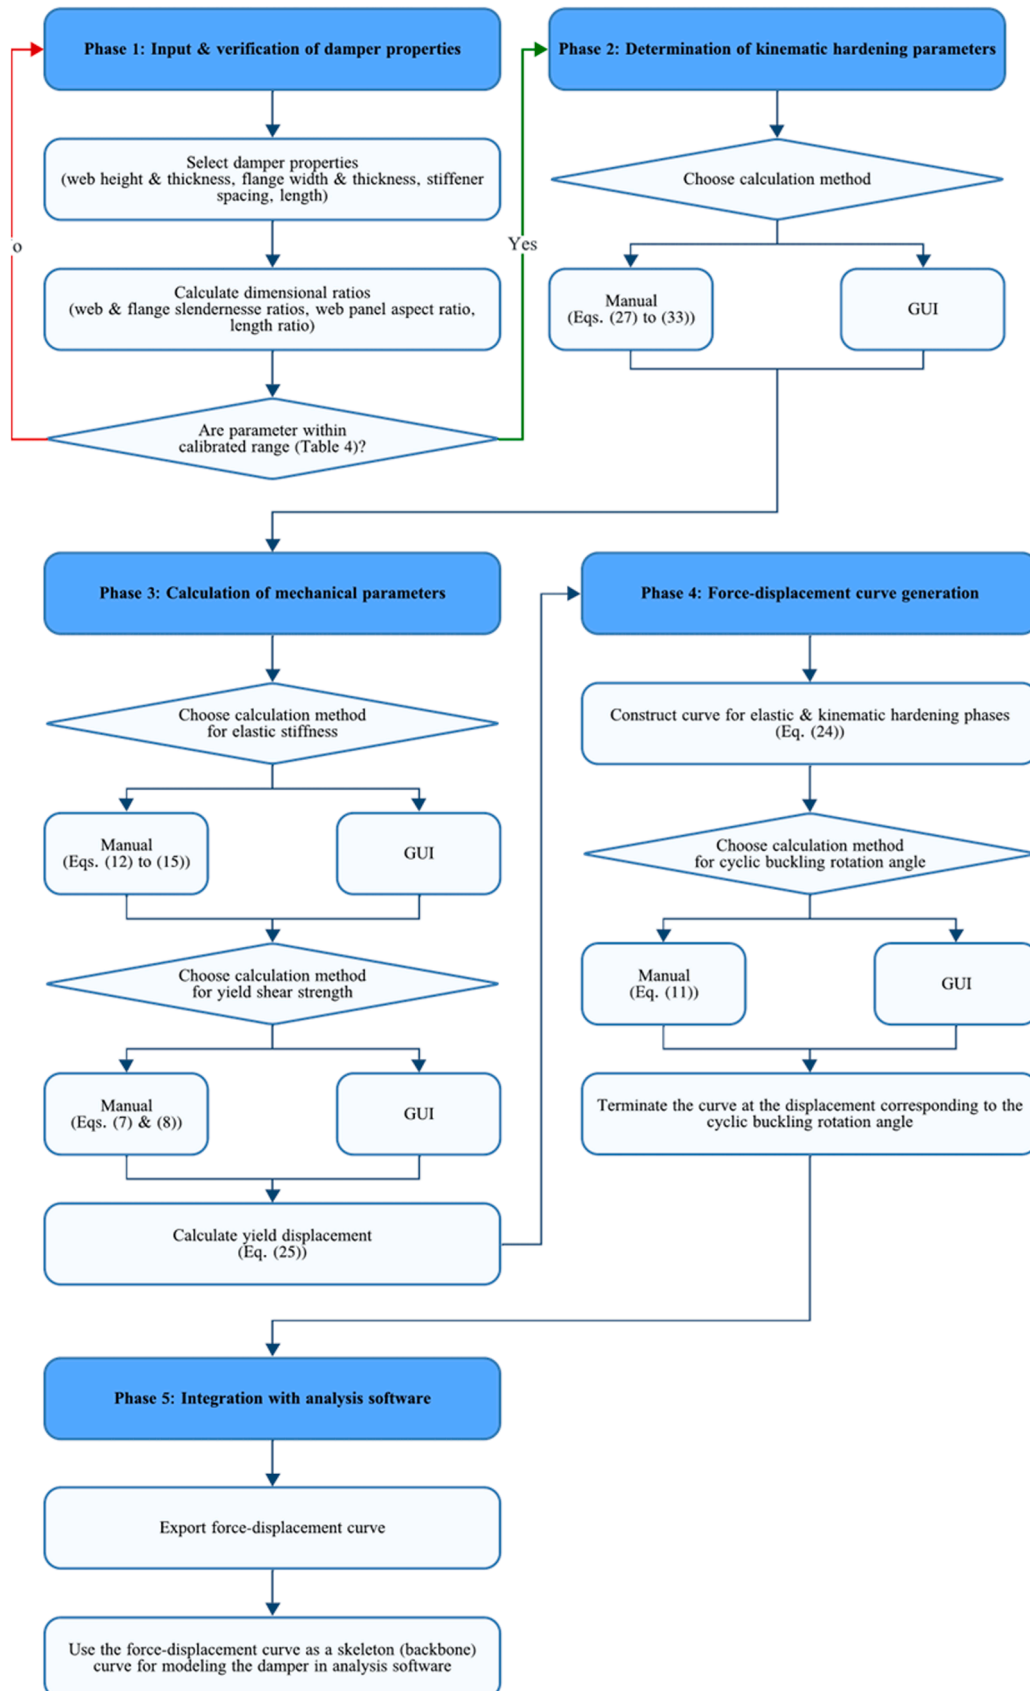 Phase 1: Input & verification of damper properties
Select damper properties
(web height & thickness, flange width & thickness, stiffener
spacing, length)
Calculate dimensional ratios
(web & flange slendernesse ratios, web panel aspect ratio,
length ratio)
Are parameter within
calibrated range (Table 4)?
o
Yes
Phase 2: Determination of kinematic hardening parameters
Choose calculation method
Manual
(Eqs. (27) to (33))
GUI
Phase 3: Calculation of mechanical parameters
Choose calculation method
for elastic stiffness
Manual
(Eqs. (12) to (15))
GUI
Choose calculation method
for yield shear strength
Manual
(Eqs. (7) & (8))
GUI
Calculate yield displacement
(Eq. (25))
Phase 4: Force-displacement curve generation
Construct curve for elastic & kinematic hardening phases
(Eq. (24))
Choose calculation method
for cyclic buckling rotation angle
Manual
(Eq. (11))
GUI
Terminate the curve at the displacement corresponding to the
cyclic buckling rotation angle
Phase 5: Integration with analysis software
Export force-displacement curve
Use the force-displacement curve as a skeleton (backbone)
curve for modeling the damper in analysis software